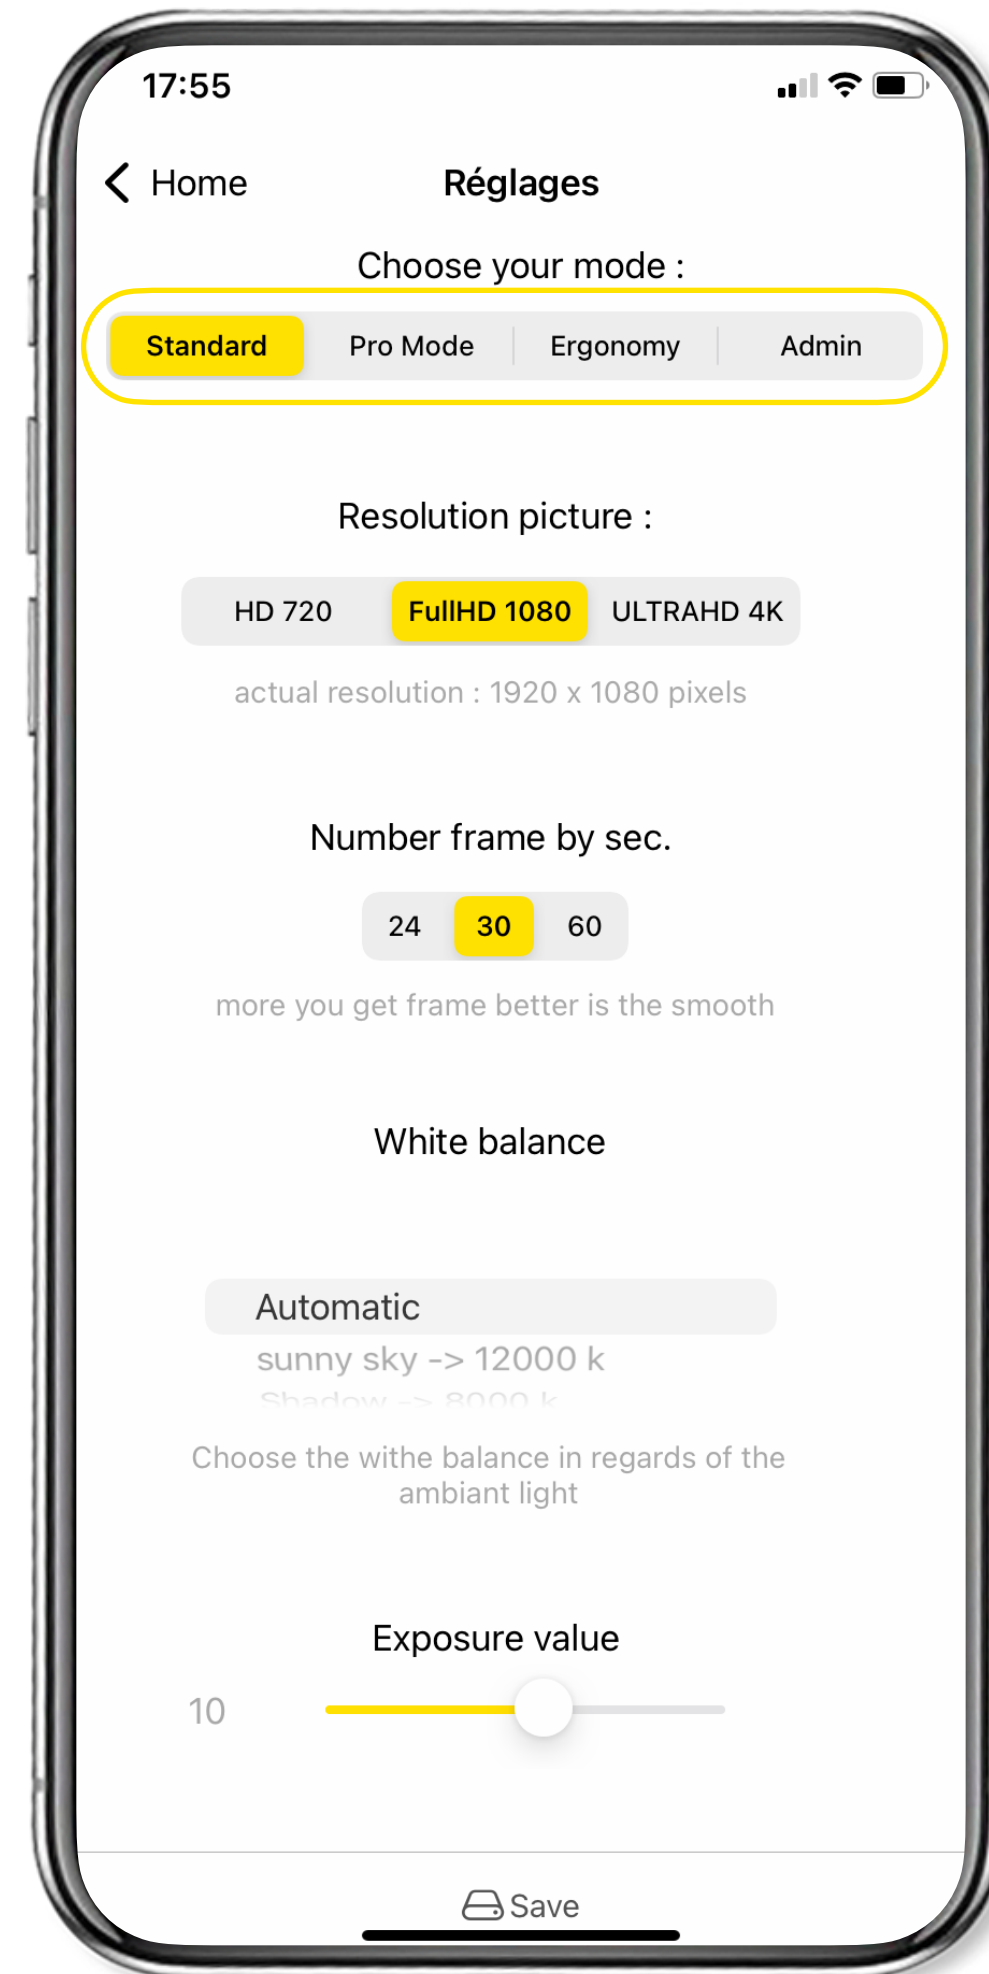 17:55
Home
Réglages
Choose your mode :
Standard Pro Mode Ergonomy Admin
Resolution picture :
HD 720 FullHD 1080 ULTRAHD 4K
actual resolution : 1920 x 1080 pixels
Number frame by sec.
24 30 60
more you get frame better is the smooth
White balance
Automatic
sunny sky -> 12000 k
Shadow -> 8000 k
Choose the withe balance in regards of the
ambiant light
Exposure value
10
Save